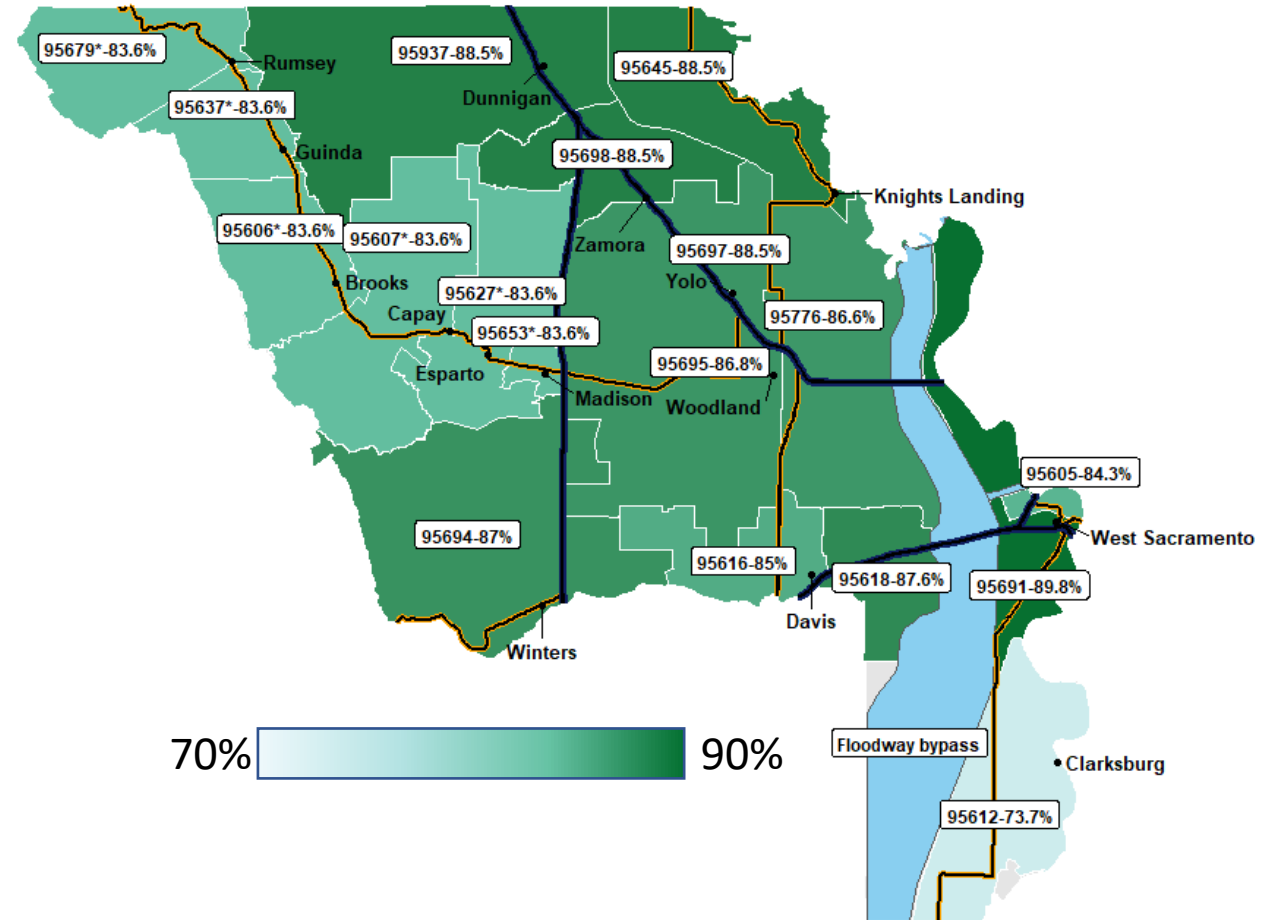 95679*-83.6%
95937-88.5%
95645-88.5%
Rumsey
Dunnigan
95637*-83.6%
Guinda
95698-88.5%
Knights Landing
95606*-83.6%
95607*-83.6%
Zamora
95697-88.5%
Brooks
Yolo
95627*-83.6%
Capay
95776-86.6%
95653*-83.6%
Esparto
95695-86.8%
Madison
Woodland
95605-84.3%
95694-87%
West Sacramento
95616-85%
95618-87.6%
95691-89.8%
Davis
Winters
70%
90%
Floodway bypass
Clarksburg
95612-73.7%